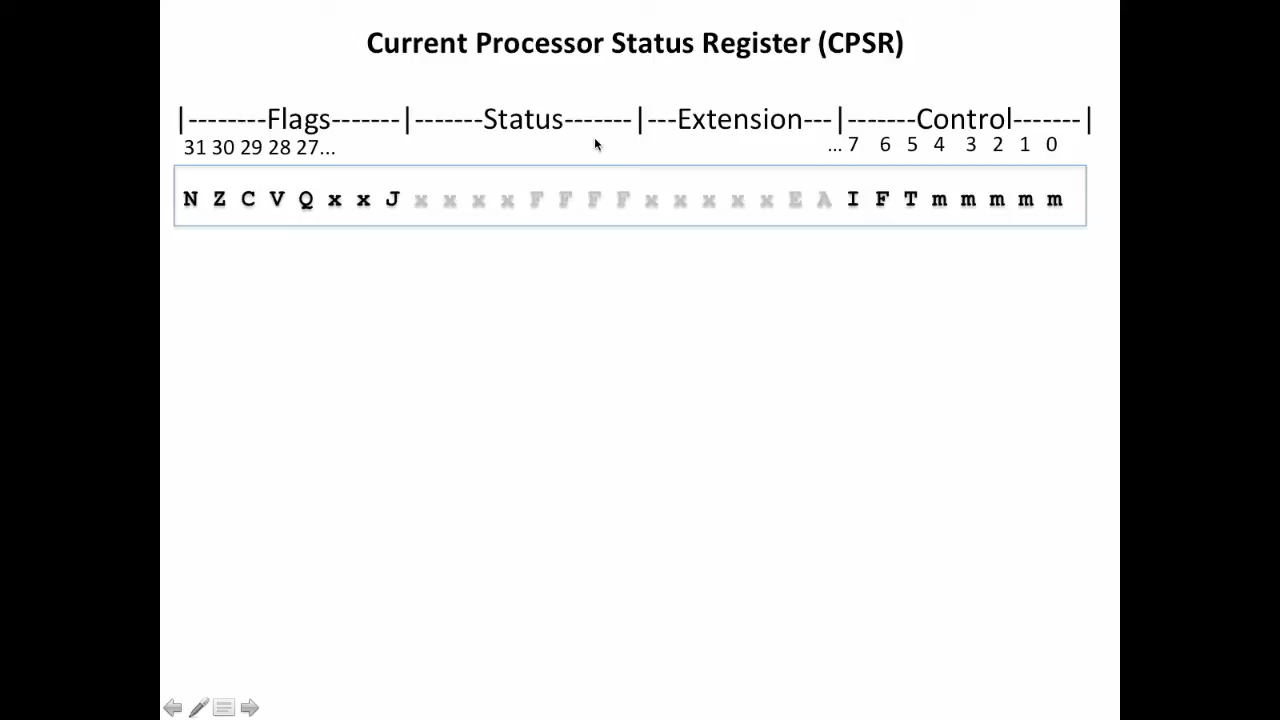 Current Processor Status Register (CPSR)
|--------Flags-------|-------Status-------|---Extension---|-------Control-------|
31 30 29 28 27... ... 7 6 5 4 3 2 1 0
N Z C V Q x x J x x x x F F F F x x x x x E A I F T m m m m m